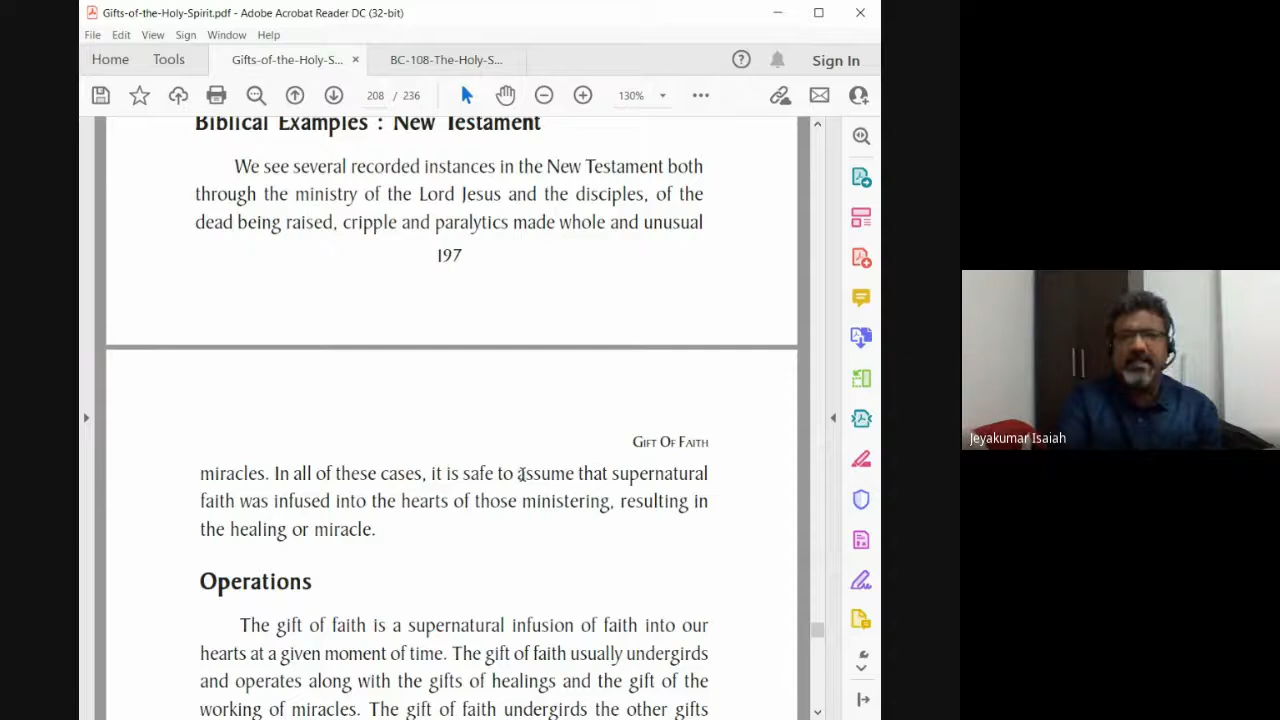 Gifts-of-the-Holy-Spirit.pdf - Adobe Acrobat Reader DC (32-bit)
File Edit View Sign Window Help
Home Tools Gifts-of-the-Holy-S... × BC-108-The-Holy-S... Sign In
208 / 236 130%
Biblical Examples : New Testament
We see several recorded instances in the New Testament both
through the ministry of the Lord Jesus and the disciples, of the
dead being raised, cripple and paralytics made whole and unusual
197
Gift Of Faith
miracles. In all of these cases, it is safe to assume that supernatural
faith was infused into the hearts of those ministering, resulting in
the healing or miracle.
Operations
The gift of faith is a supernatural infusion of faith into our
hearts at a given moment of time. The gift of faith usually undergirds
and operates along with the gifts of healings and the gift of the
working of miracles. The gift of faith undergirds the other gifts
Jeyakumar Isaiah